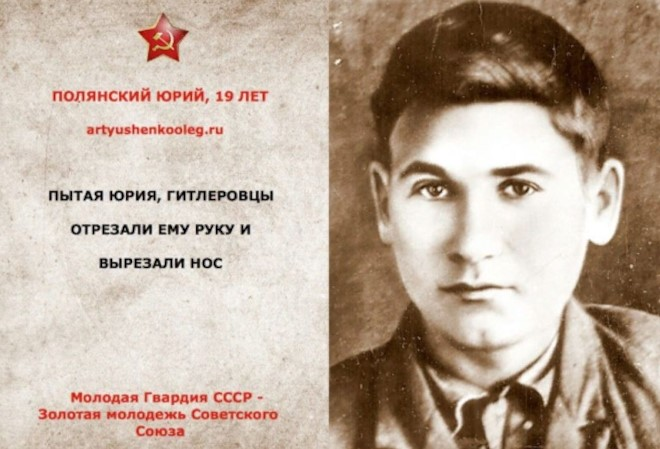 ПОЛЯНСКИЙ ЮРИЙ, 19 ЛЕТ
artyushenkooleg.ru
ПЫТАЯ ЮРИЯ, ГИТЛЕРОВЦЫ
ОТРЕЗАЛИ ЕМУ РУКУ И
ВЫРЕЗАЛИ НОС
Молодая Гвардия СССР -
Золотая молодежь Советского
Союза